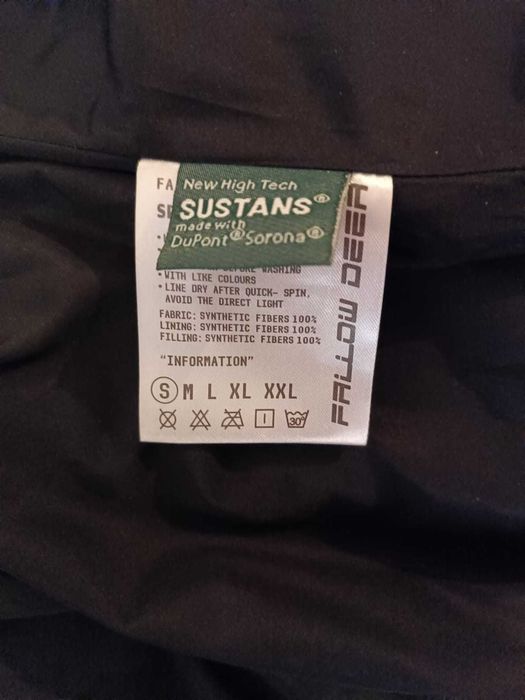 FA
New High Tech
SP
SUSTANS®
made with
DuPont® Sorona®
BEFORE WASHING
•WITH LIKE COLOURS
•LINE DRY AFTER QUICK- SPIN,
AVOID THE DIRECT LIGHT
FABRIC: SYNTHETIC FIBERS 100%
LINING: SYNTHETIC FIBERS 100%
FILLING: SYNTHETIC FIBERS 100%
“INFORMATION”
S M L XL XXL
30°
FALLOW DEER